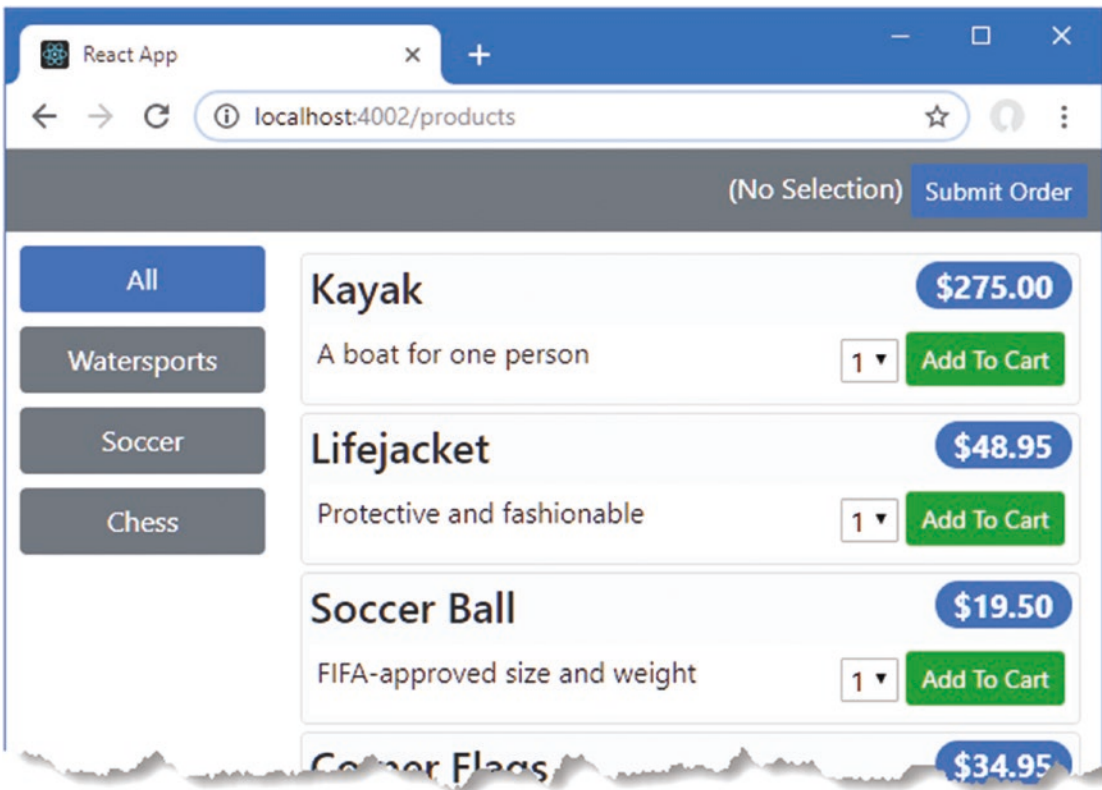 React App
localhost:4002/products
(No Selection) Submit Order
All
Watersports
Soccer
Chess
Kayak $275.00
A boat for one person 1 Add To Cart
Lifejacket $48.95
Protective and fashionable 1 Add To Cart
Soccer Ball $19.50
FIFA-approved size and weight 1 Add To Cart
Corner Flags $34.95